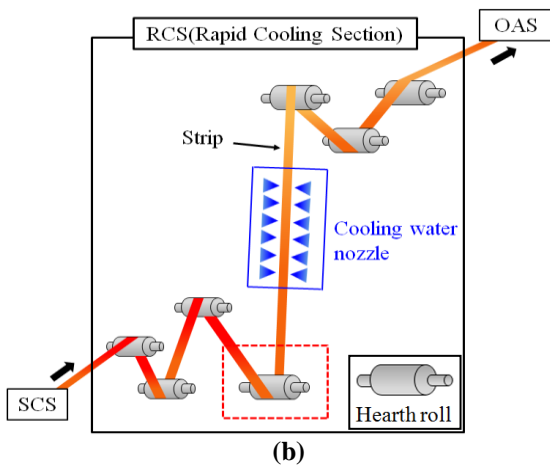 RCS(Rapid Cooling Section)
OAS
Strip
Cooling water
nozzle
SCS
Hearth roll
(b)